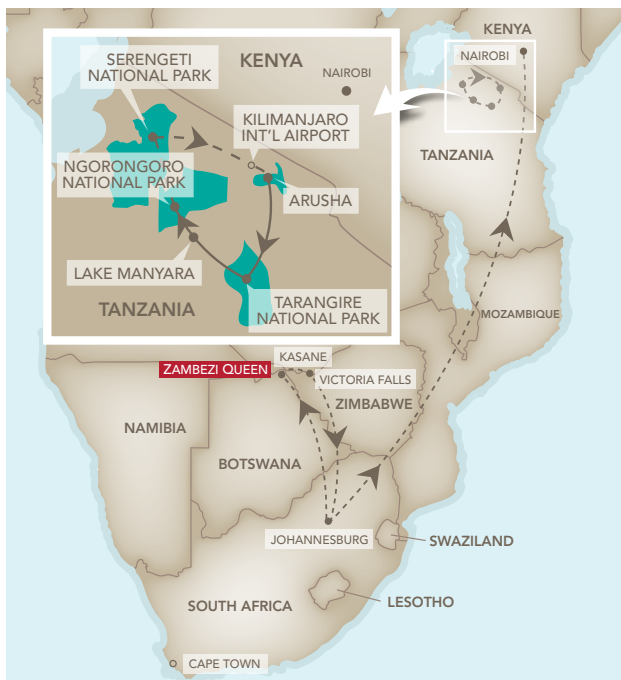 SERENGETI
NATIONAL PARK
KENYA
NAIROBI
KILIMANJARO
INT'L AIRPORT
NGORONGORO
NATIONAL PARK
ARUSHA
LAKE MANYARA
TANZANIA
TARANGIRE
NATIONAL PARK
KENYA
NAIROBI
TANZANIA
MOZAMBIQUE
KASANE
ZAMBEZI QUEEN
VICTORIA FALLS
ZIMBABWE
NAMIBIA
BOTSWANA
JOHANNESBURG
SWAZILAND
SOUTH AFRICA
LESOTHO
CAPE TOWN